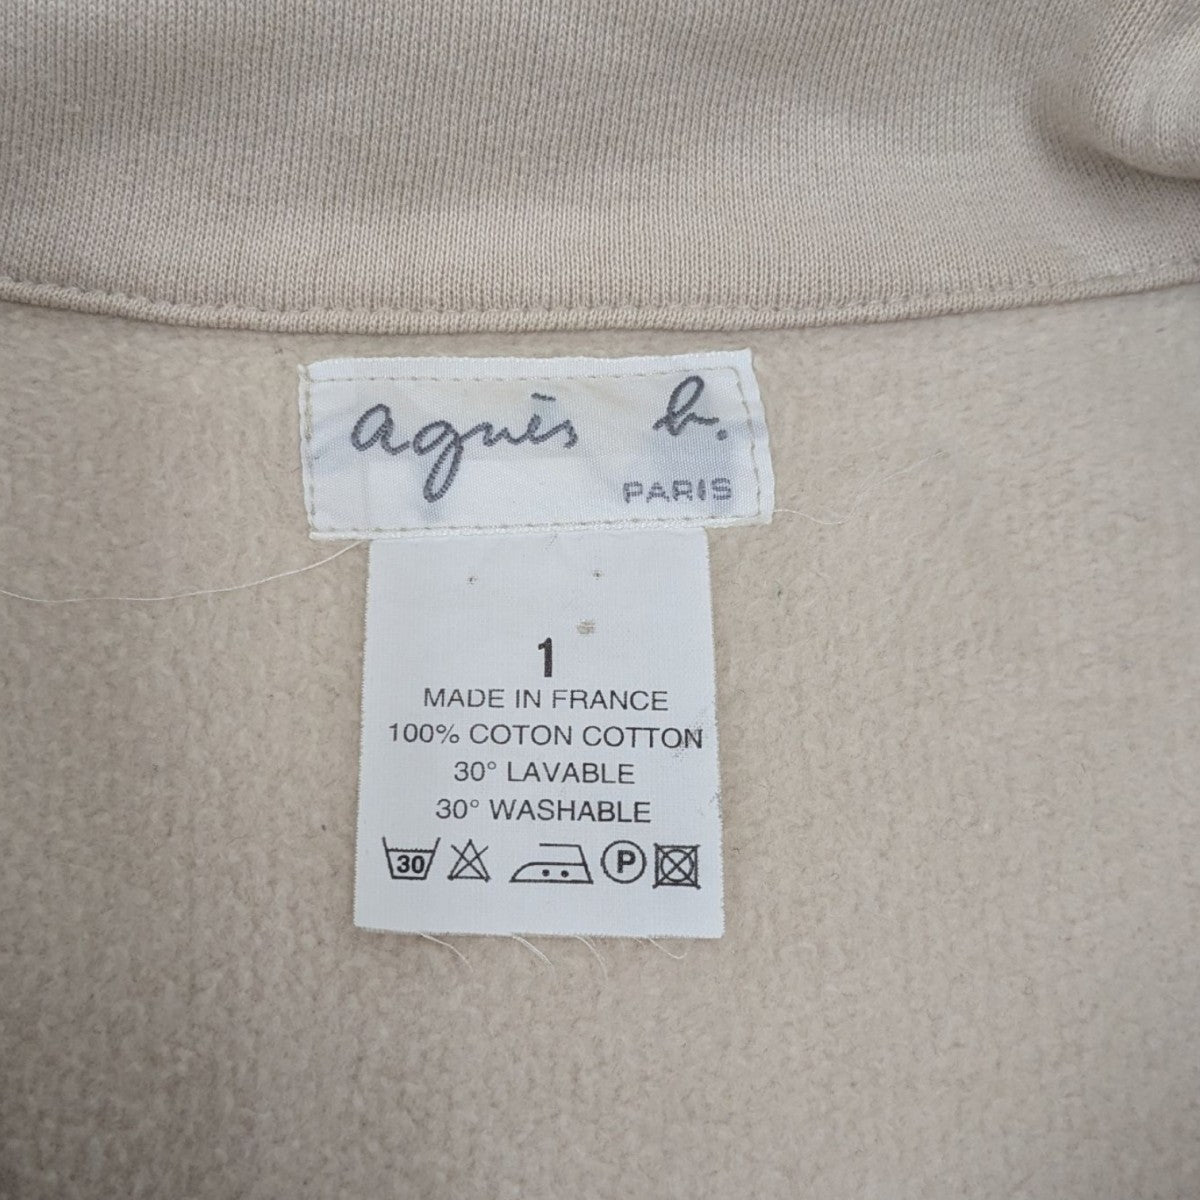 agnès b.
PARIS
1
MADE IN FRANCE
100% COTON COTTON
30° LAVABLE
30° WASHABLE
30 P